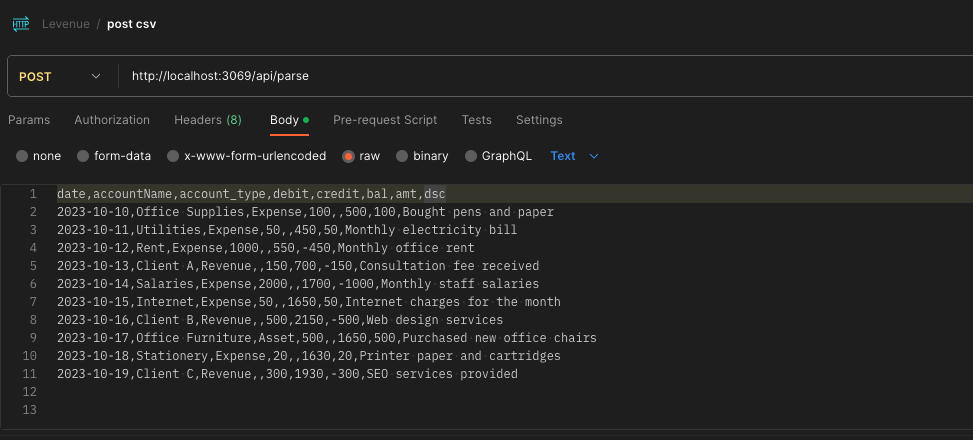 HTTP Levenue / post csv
POST http://localhost:3069/api/parse
Params Authorization Headers (8) Body Pre-request Script Tests Settings
none form-data x-www-form-urlencoded raw binary GraphQL Text
1 date,accountName,account_type,debit,credit,bal,amt,dsc
2 2023-10-10,Office Supplies,Expense,100,,500,100,Bought pens and paper
3 2023-10-11,Utilities,Expense,50,,450,50,Monthly electricity bill
4 2023-10-12,Rent,Expense,1000,,550,-450,Monthly office rent
5 2023-10-13,Client A,Revenue,,150,700,-150,Consultation fee received
6 2023-10-14,Salaries,Expense,2000,,1700,-1000,Monthly staff salaries
7 2023-10-15,Internet,Expense,50,,1650,50,Internet charges for the month
8 2023-10-16,Client B,Revenue,,500,2150,-500,Web design services
9 2023-10-17,Office Furniture,Asset,500,,1650,500,Purchased new office chairs
10 2023-10-18,Stationery,Expense,20,,1630,20,Printer paper and cartridges
11 2023-10-19,Client C,Revenue,,300,1930,-300,SEO services provided
12
13